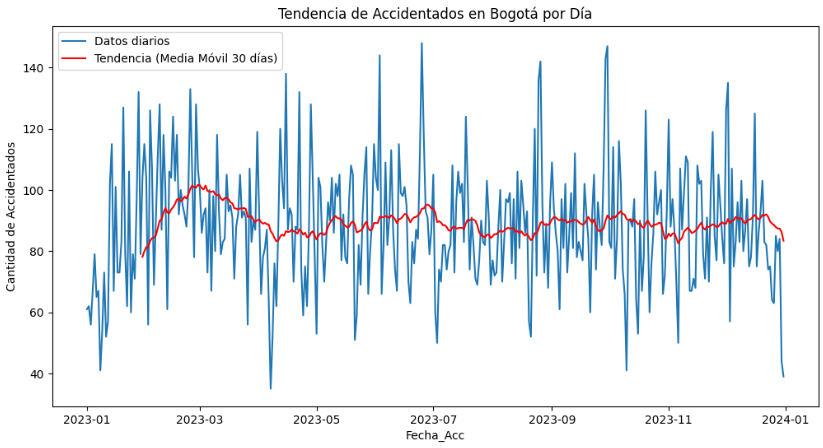 Tendencia de Accidentados en Bogotá por Día
Datos diarios
Tendencia (Media Móvil 30 días)
Cantidad de Accidentados
140
120
100
80
60
40
2023-01
2023-03
2023-05
2023-07
2023-09
2023-11
2024-01
Fecha_Acc